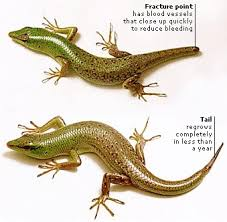 Fracture point
has blood vessels
that close up quickly
to reduce bleeding
Tail
regrows
completely
in less than
a year